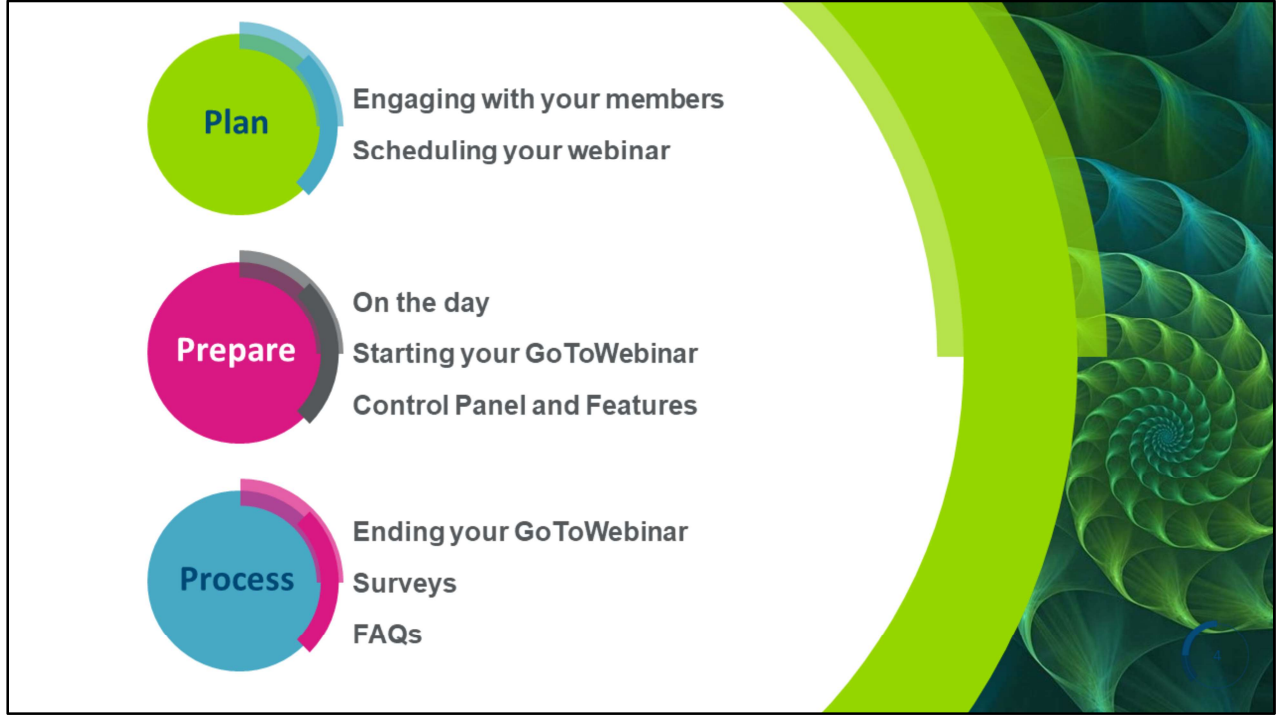 Plan
Engaging with your members
Scheduling your webinar
Prepare
On the day
Starting your GoToWebinar
Control Panel and Features
Process
Ending your GoToWebinar
Surveys
FAQs
4